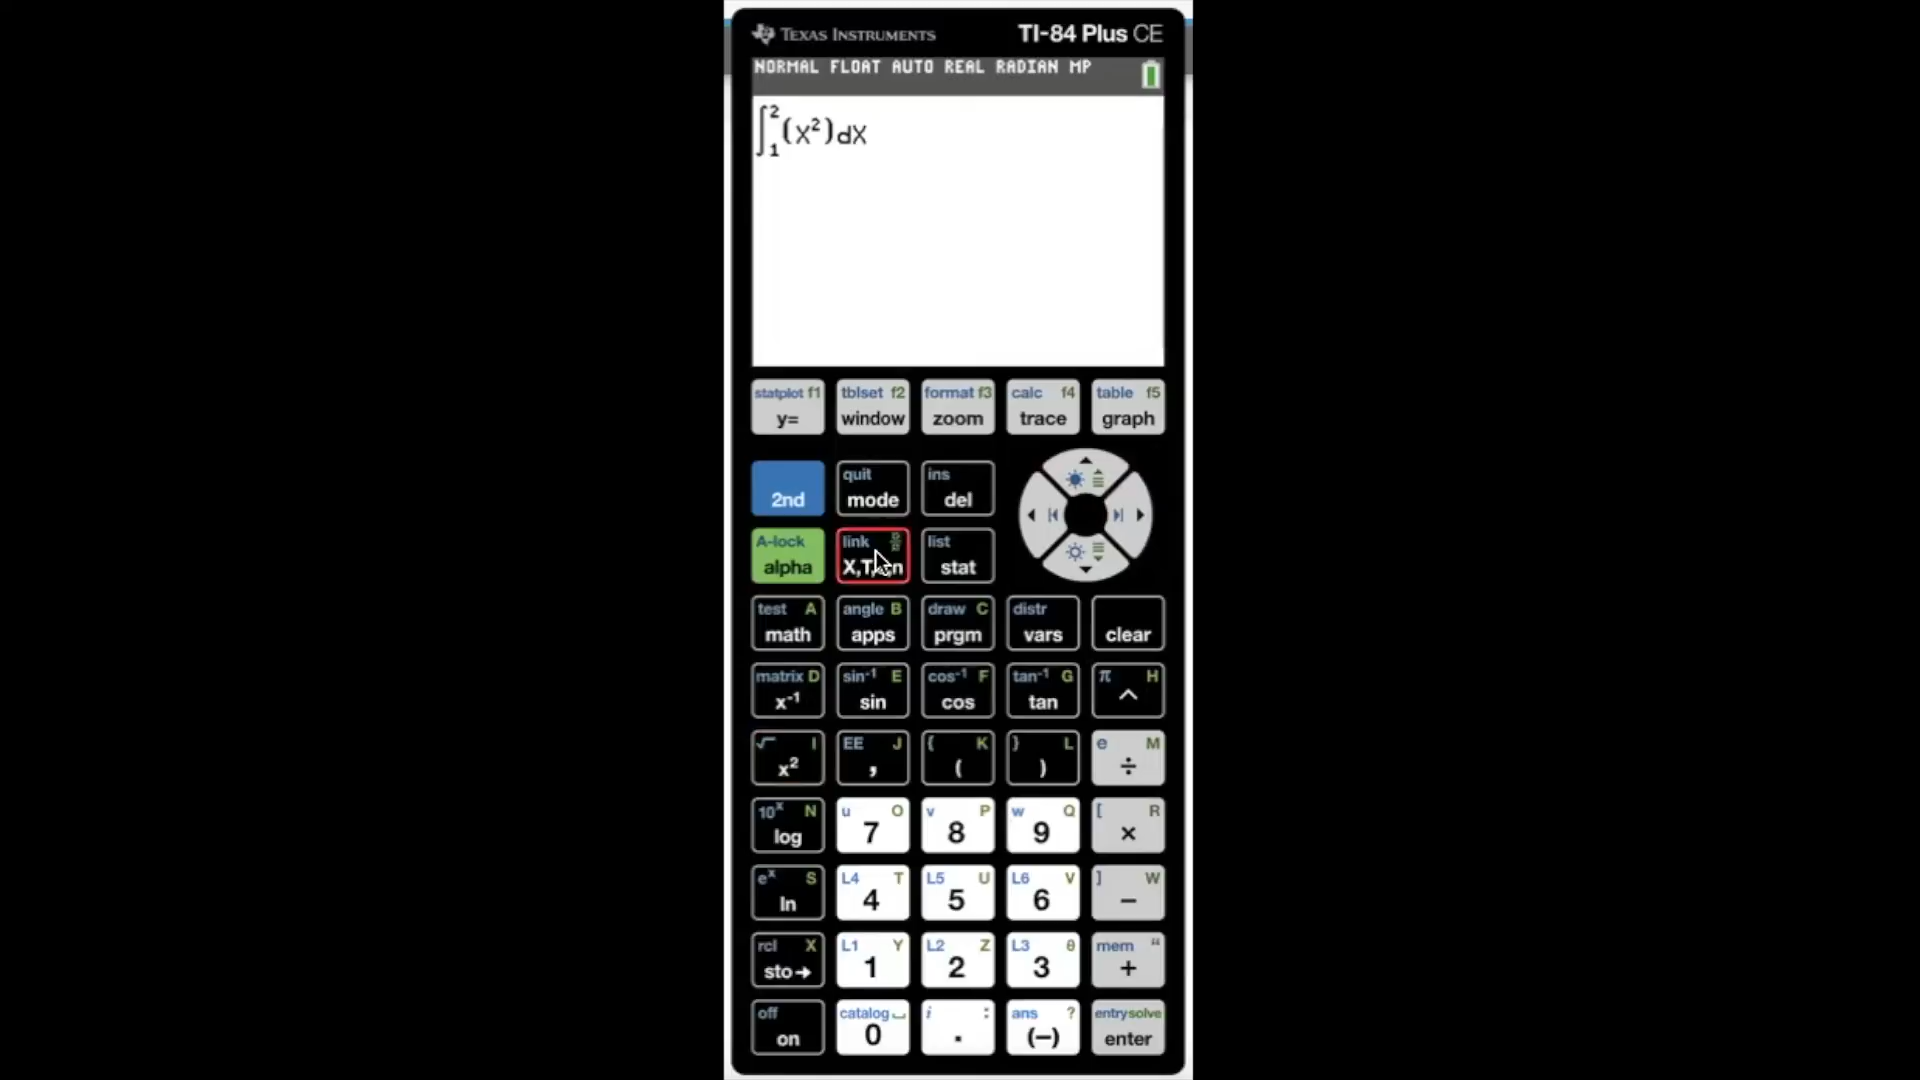 TEXAS INSTRUMENTS TI-84 Plus CE
NORMAL FLOAT AUTO REAL RADIAN MP
∫₁²(X²)dX
statplot f1 tblset f2 format f3 calc f4 table f5
y= window zoom trace graph
quit ins
2nd mode del
A-lock link list
alpha stat
test A angle B draw C distr
math apps prgm vars clear
matrix D sin⁻¹ E cos⁻¹ F tan⁻¹ G π H
x⁻¹ sin cos tan ^
√ I EE J { K } L e M
x² , ( ) ÷
10ˣ N u O v P w Q [ R
log 7 8 9 ×
eˣ S L4 T L5 U L6 V ] W
ln 4 5 6 −
rcl X L1 Y L2 Z L3 θ mem “
sto→ 1 2 3 +
off catalog ⎵ i : ans ? entry solve
on 0 . (−) enter